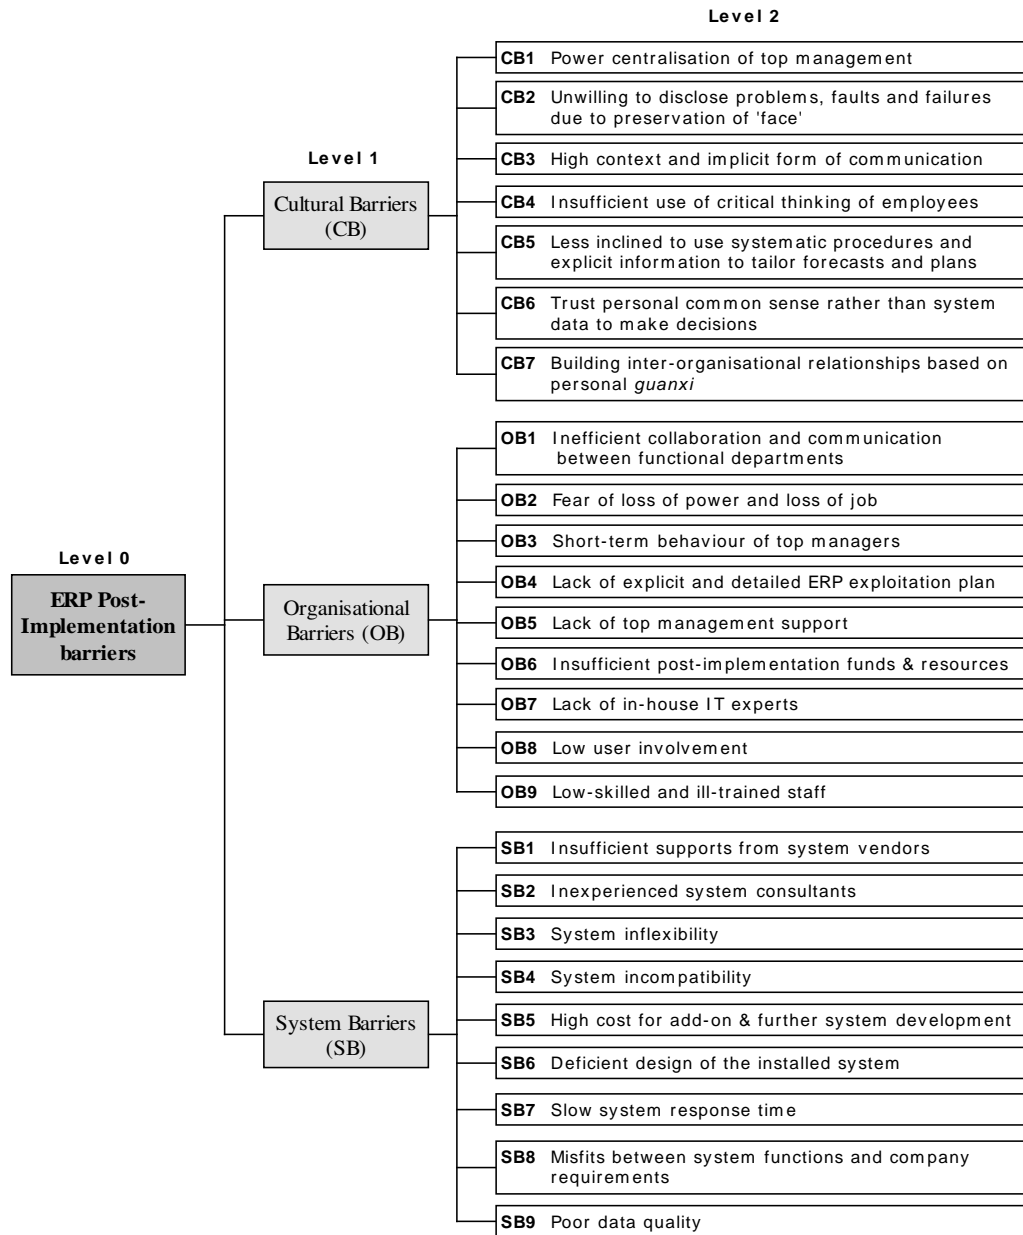 Level 2
CB1 Power centralisation of top management
CB2 Unwilling to disclose problems, faults and failures
due to preservation of 'face'
Level 1
CB3 High context and implicit form of communication
Cultural Barriers
(CB)
CB4 Insufficient use of critical thinking of employees
CB5 Less inclined to use systematic procedures and
explicit information to tailor forecasts and plans
CB6 Trust personal common sense rather than system
data to make decisions
CB7 Building inter-organisational relationships based on
personal guanxi
OB1 Inefficient collaboration and communication
between functional departments
OB2 Fear of loss of power and loss of job
OB3 Short-term behaviour of top managers
Level 0
ERP Post-
Implementation
barriers
OB4 Lack of explicit and detailed ERP exploitation plan
Organisational
Barriers (OB)
OB5 Lack of top management support
OB6 Insufficient post-implementation funds & resources
OB7 Lack of in-house IT experts
OB8 Low user involvement
OB9 Low-skilled and ill-trained staff
SB1 Insufficient supports from system vendors
SB2 Inexperienced system consultants
SB3 System inflexibility
SB4 System incompatibility
System Barriers
(SB)
SB5 High cost for add-on & further system development
SB6 Deficient design of the installed system
SB7 Slow system response time
SB8 Misfits between system functions and company
requirements
SB9 Poor data quality